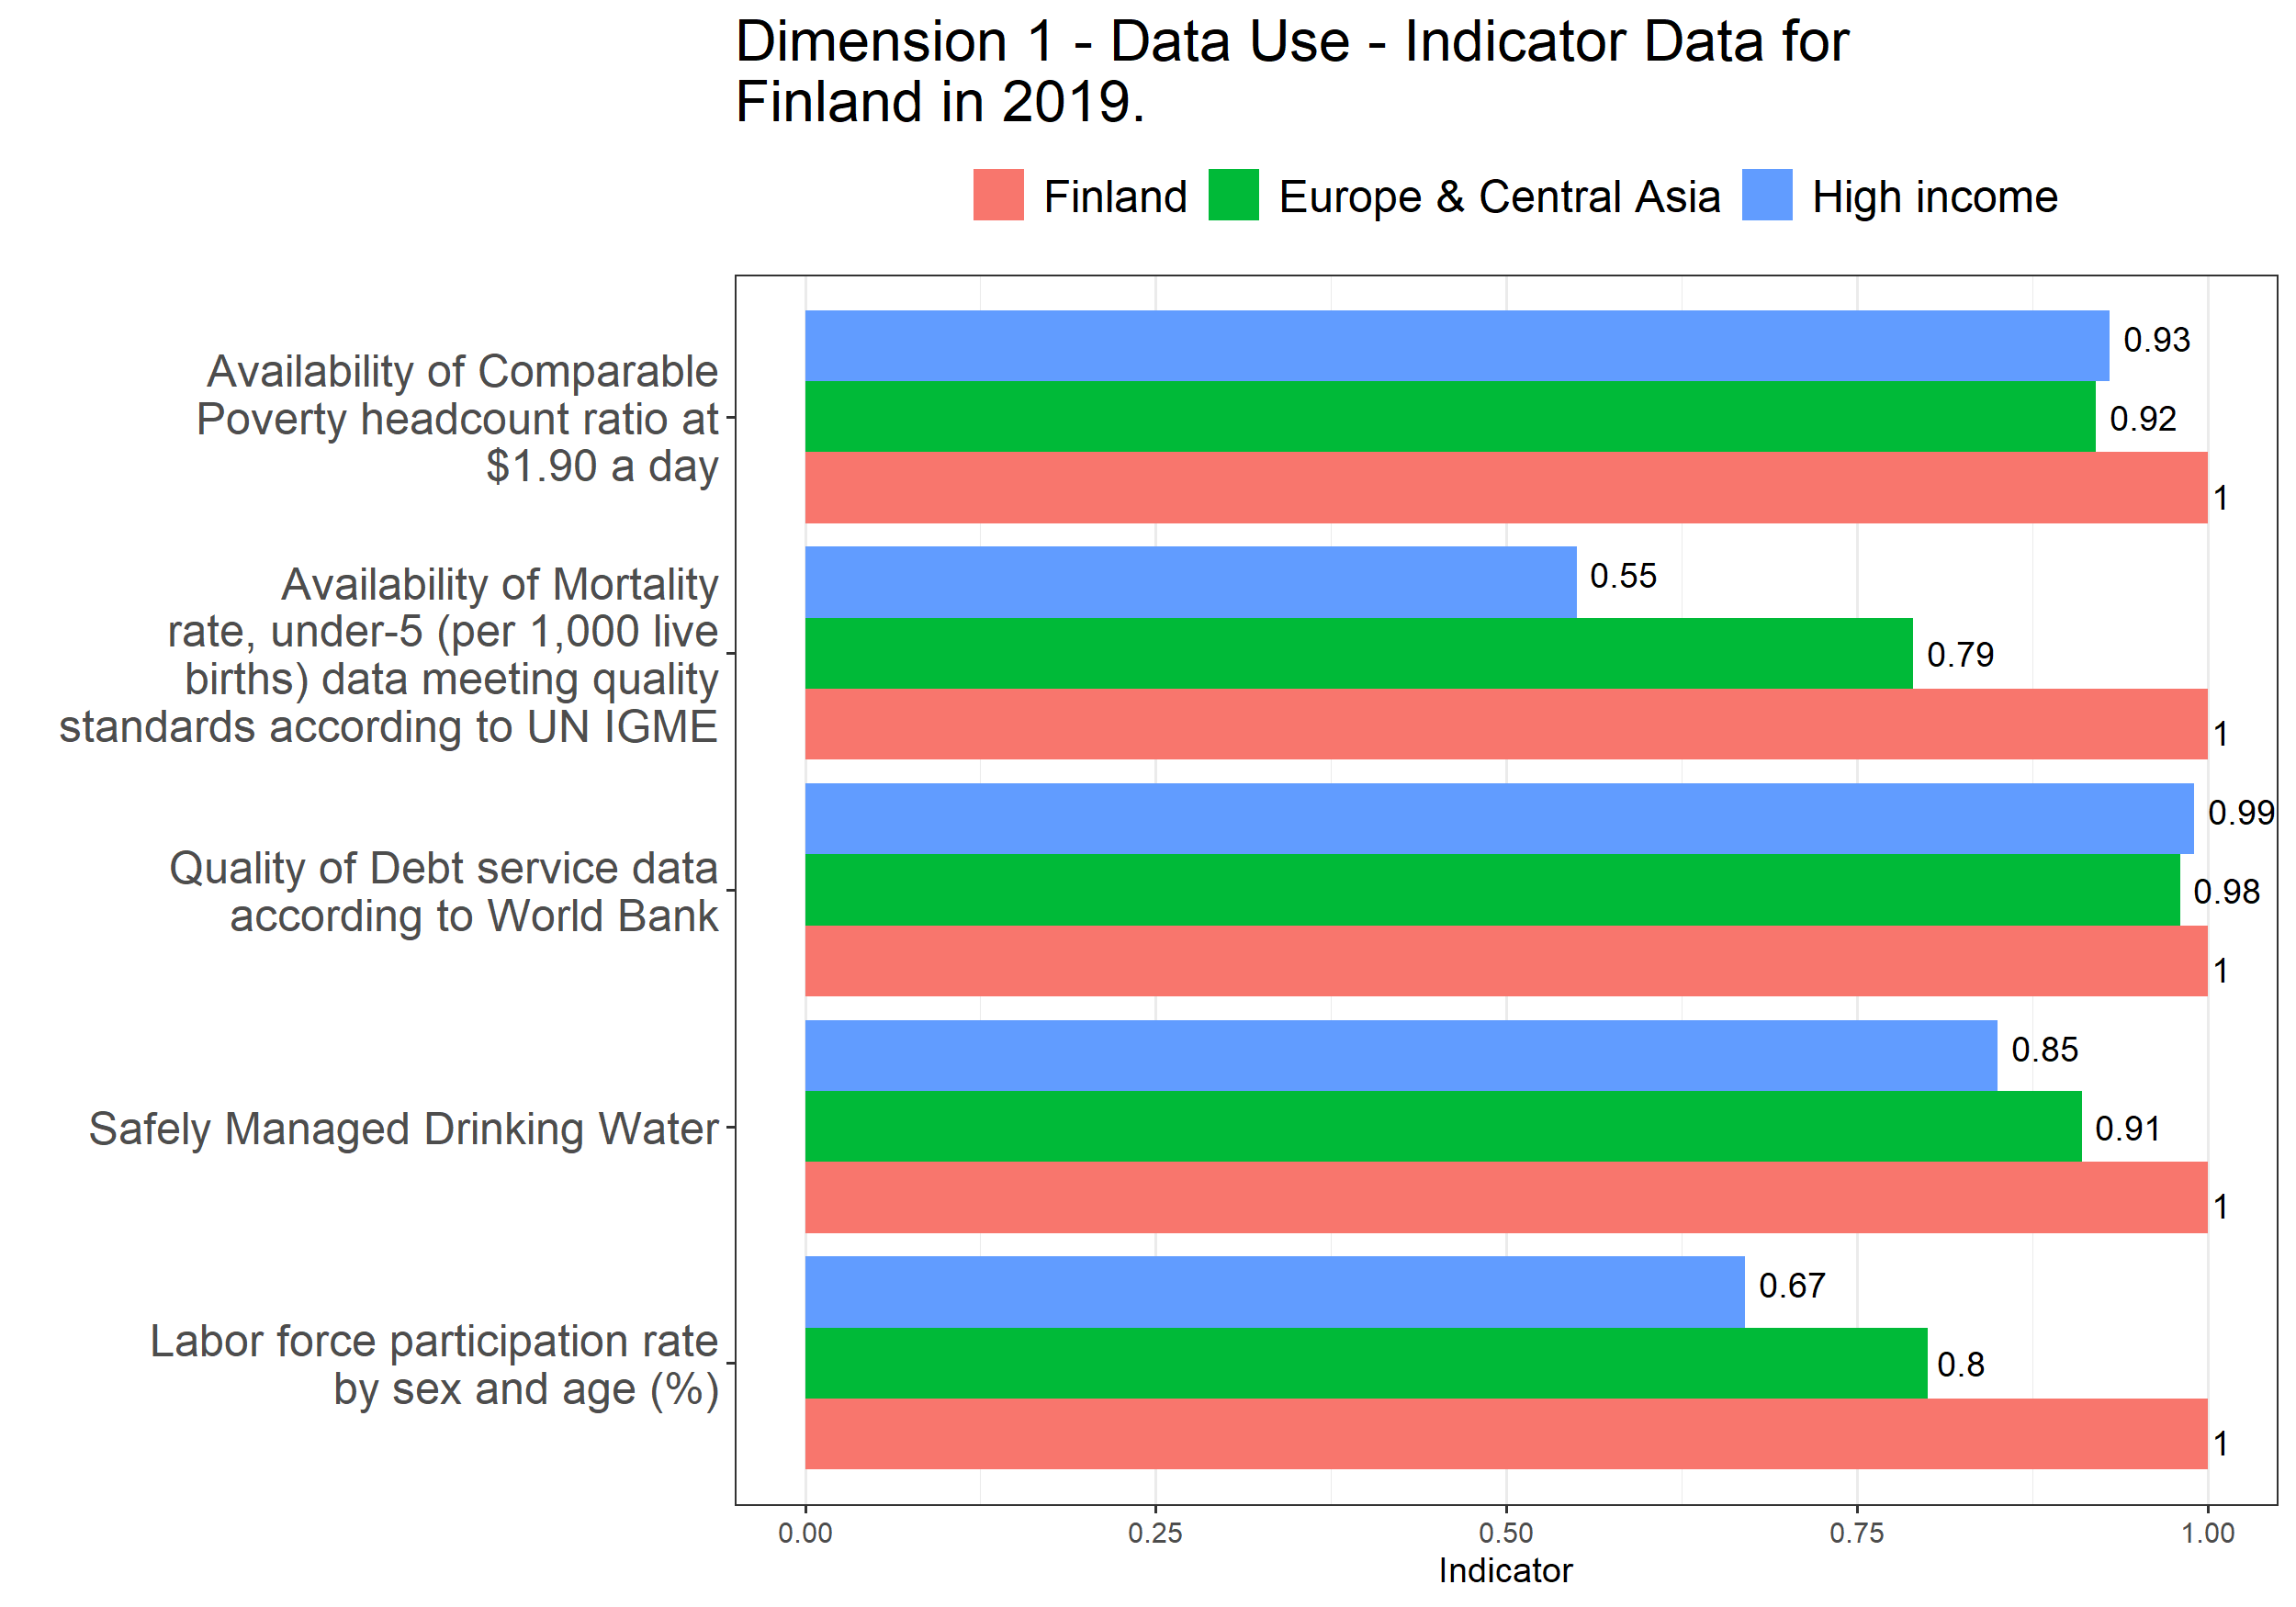 Dimension 1 - Data Use - Indicator Data for
Finland in 2019.
Finland
Europe & Central Asia
High income
Availability of Comparable
Poverty headcount ratio at
$1.90 a day
0.93
0.92
1
Availability of Mortality
rate, under-5 (per 1,000 live
births) data meeting quality
standards according to UN IGME
0.55
0.79
1
Quality of Debt service data
according to World Bank
0.99
0.98
1
Safely Managed Drinking Water
0.85
0.91
1
Labor force participation rate
by sex and age (%)
0.67
0.8
1
0.00
0.25
0.50
0.75
1.00
Indicator